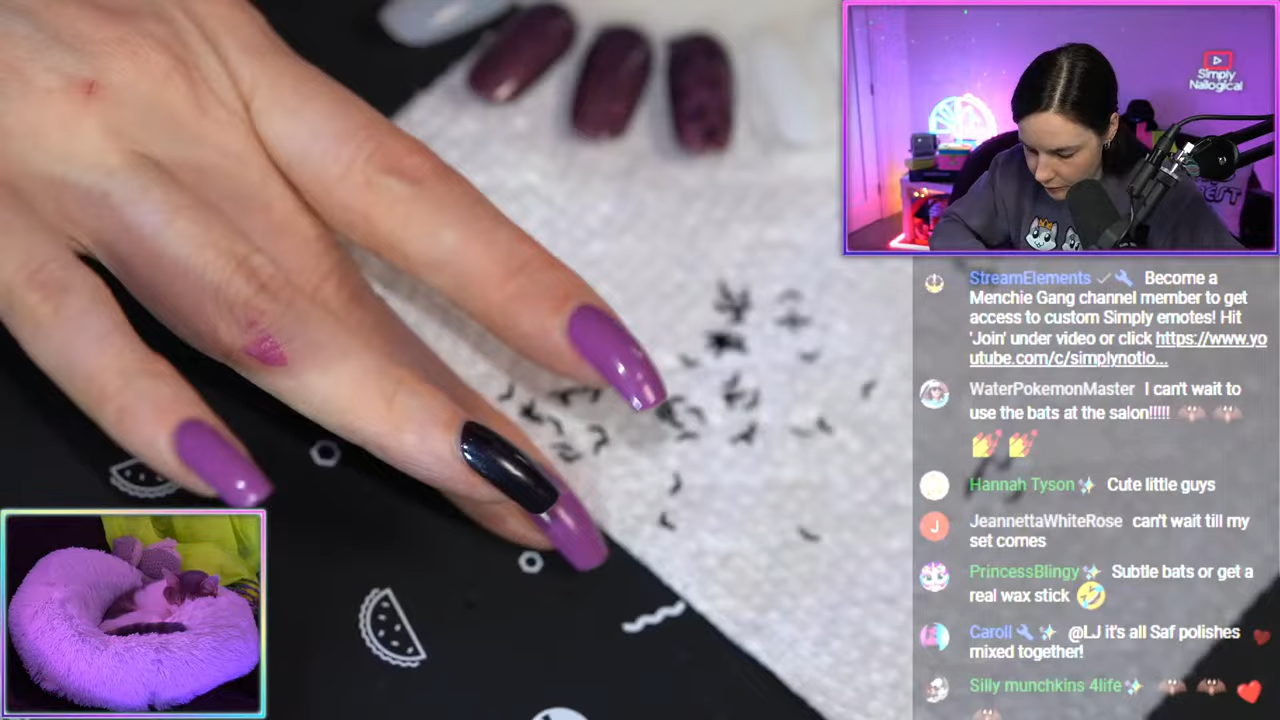 Simply
Nailogical
StreamElements Become a
Menchie Gang channel member to get
access to custom Simply emotes! Hit
'Join' under video or click https://www.yo
utube.com/c/simplynotlo...
WaterPokemonMaster I can't wait to
use the bats at the salon!!!!! 🦇 🦇
💅 💅
Hannah Tyson✨ Cute little guys
J JeannettaWhiteRose can't wait till my
set comes
PrincessBlingy✨ Subtle bats or get a
real wax stick 🤣
Caroll ✨ @LJ it's all Saf polishes
mixed together!
Silly munchkins 4life✨ 🦇 🦇 ❤️